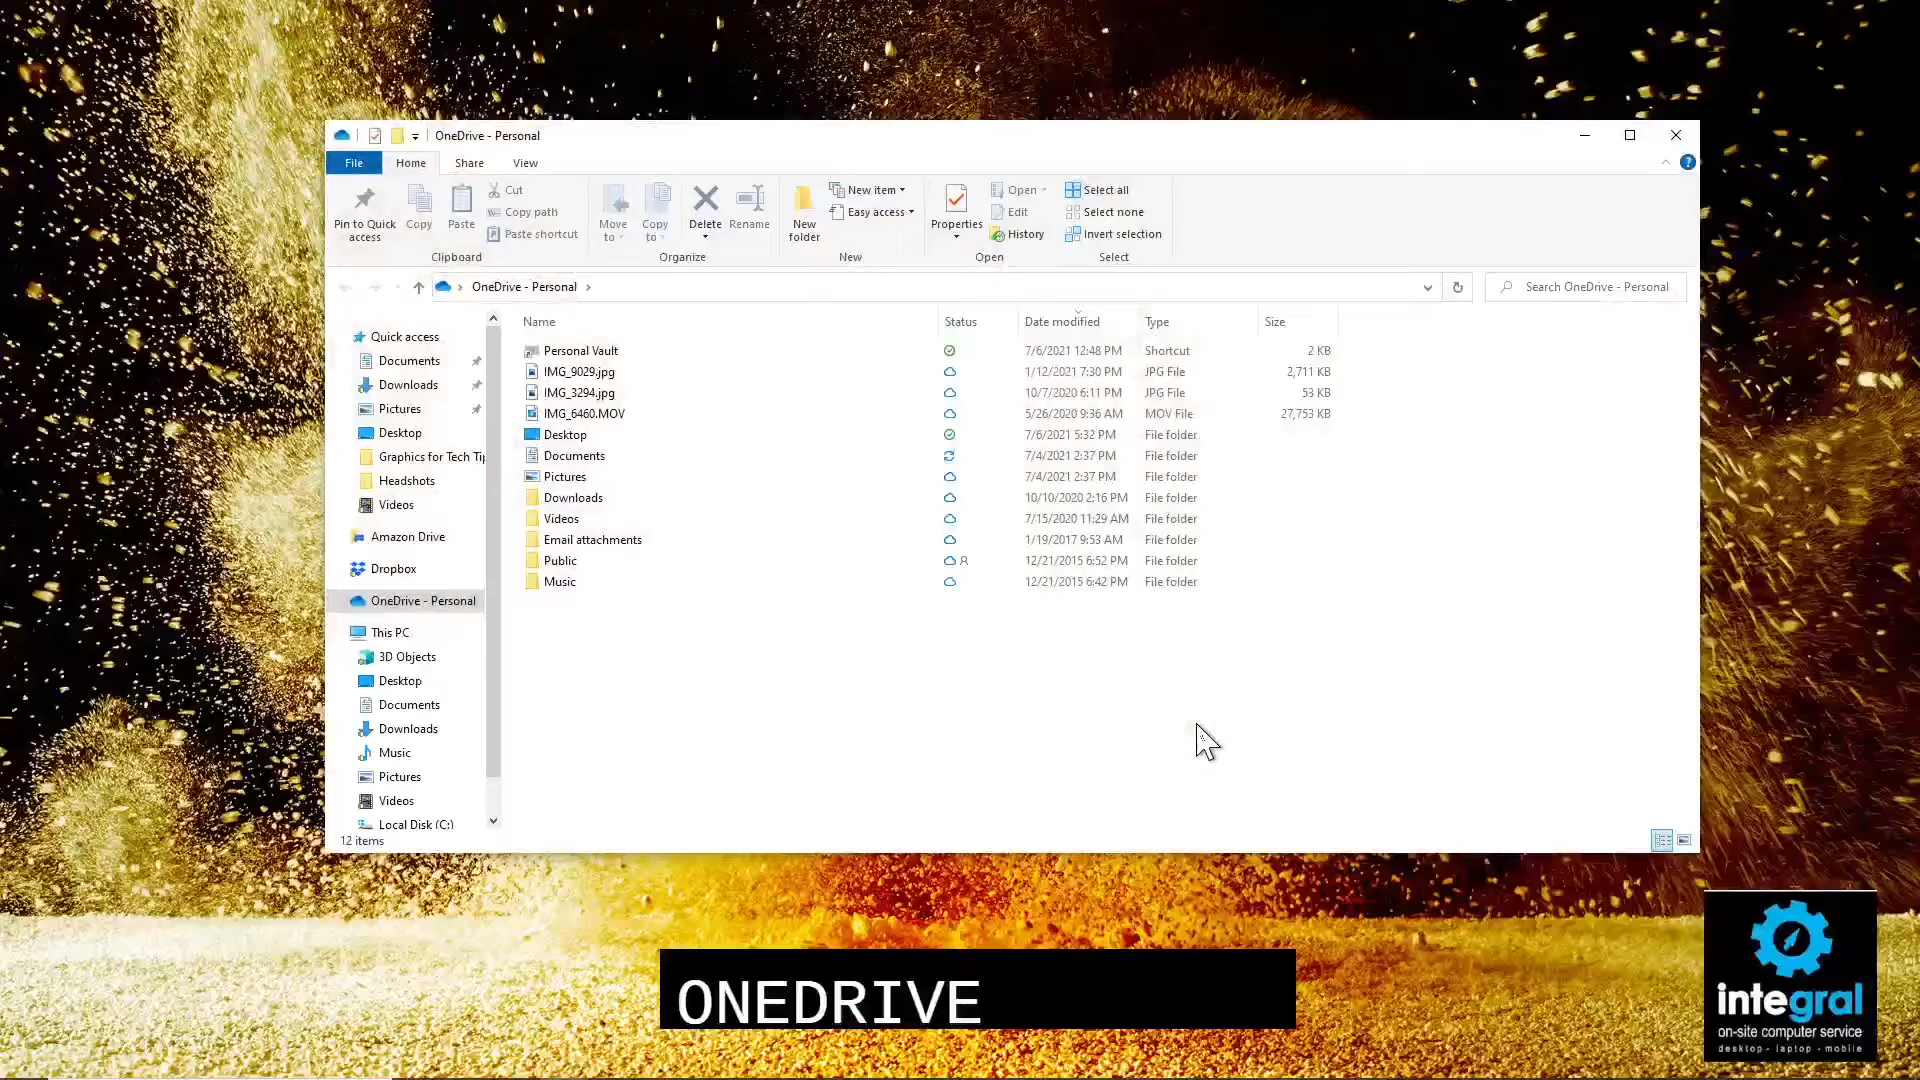 OneDrive - Personal
File Home Share View
Pin to Quick access
Copy
Paste
Cut
Copy path
Paste shortcut
Clipboard
Move to
Copy to
Delete
Rename
Organize
New folder
New item
Easy access
New
Properties
Open
Edit
History
Open
Select all
Select none
Invert selection
Select
OneDrive - Personal
Search OneDrive - Personal
Quick access
Documents
Downloads
Pictures
Desktop
Graphics for Tech Tip
Headshots
Videos
Amazon Drive
Dropbox
OneDrive - Personal
This PC
3D Objects
Desktop
Documents
Downloads
Music
Pictures
Videos
Local Disk (C:)
Name Status Date modified Type Size
Personal Vault 7/6/2021 12:48 PM Shortcut 2 KB
IMG_9029.jpg 1/12/2021 7:30 PM JPG File 2,711 KB
IMG_3294.jpg 10/7/2020 6:11 PM JPG File 53 KB
IMG_6460.MOV 5/26/2020 9:36 AM MOV File 27,753 KB
Desktop 7/6/2021 5:32 PM File folder
Documents 7/4/2021 2:37 PM File folder
Pictures 7/4/2021 2:37 PM File folder
Downloads 10/10/2020 2:16 PM File folder
Videos 7/15/2020 11:29 AM File folder
Email attachments 1/19/2017 9:53 AM File folder
Public 12/21/2015 6:52 PM File folder
Music 12/21/2015 6:42 PM File folder
12 items
ONEDRIVE
integral
on-site computer service
desktop - laptop - mobile